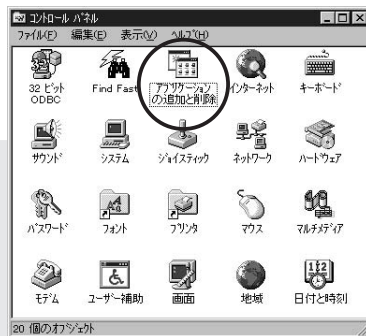 コントロール パネル
ファイル(F) 編集(E) 表示(V) ヘルプ(H)
32 ビット ODBC
Find Fast
アプリケーションの追加と削除
インターネット
キーボード
サウンド
システム
ジョイスティック
ネットワーク
ハードウェア
パスワード
フォント
プリンタ
マウス
マルチメディア
モデム
ユーザー補助
画面
地域
日付と時刻
20 個のオブジェクト